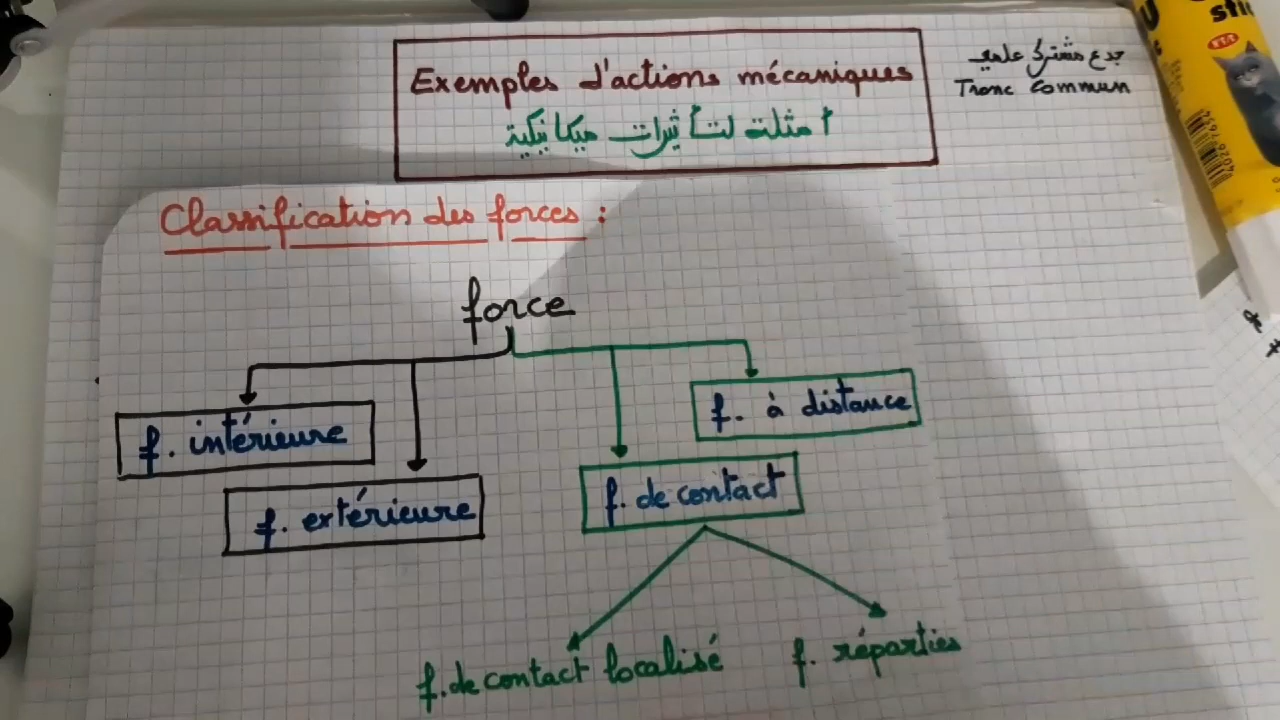 Exemples d'actions mécaniques
أمثلة لتأثيرات ميكانيكية
جدع مشترك علمي
Tronc Commun
Classification des forces :
force
f. intérieure
f. extérieure
f. à distance
f. de contact
f. de contact localisé
f. réparties